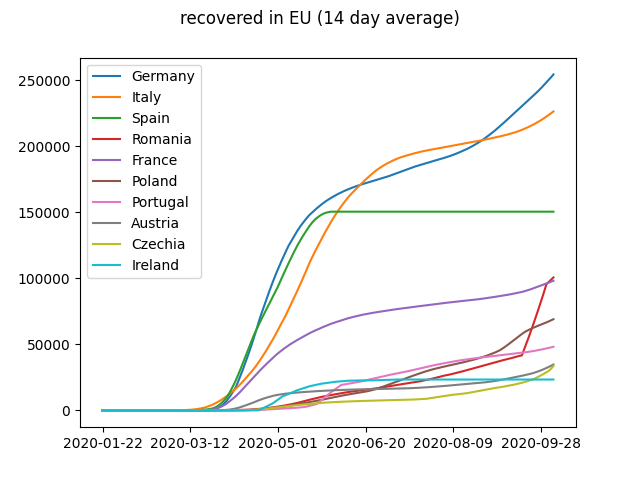 recovered in EU (14 day average)
250000
200000
150000
100000
50000
0
Germany
Italy
Spain
Romania
France
Poland
Portugal
Austria
Czechia
Ireland
2020-01-22 2020-03-12 2020-05-01 2020-06-20 2020-08-09 2020-09-28